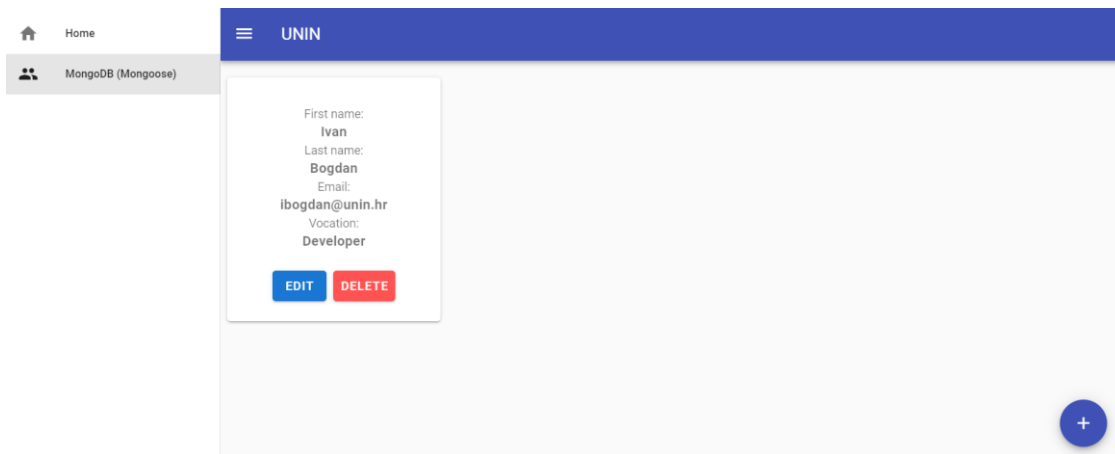 Home
MongoDB (Mongoose)
UNIN
First name:
Ivan
Last name:
Bogdan
Email:
ibogdan@unin.hr
Vocation:
Developer
EDIT DELETE
+